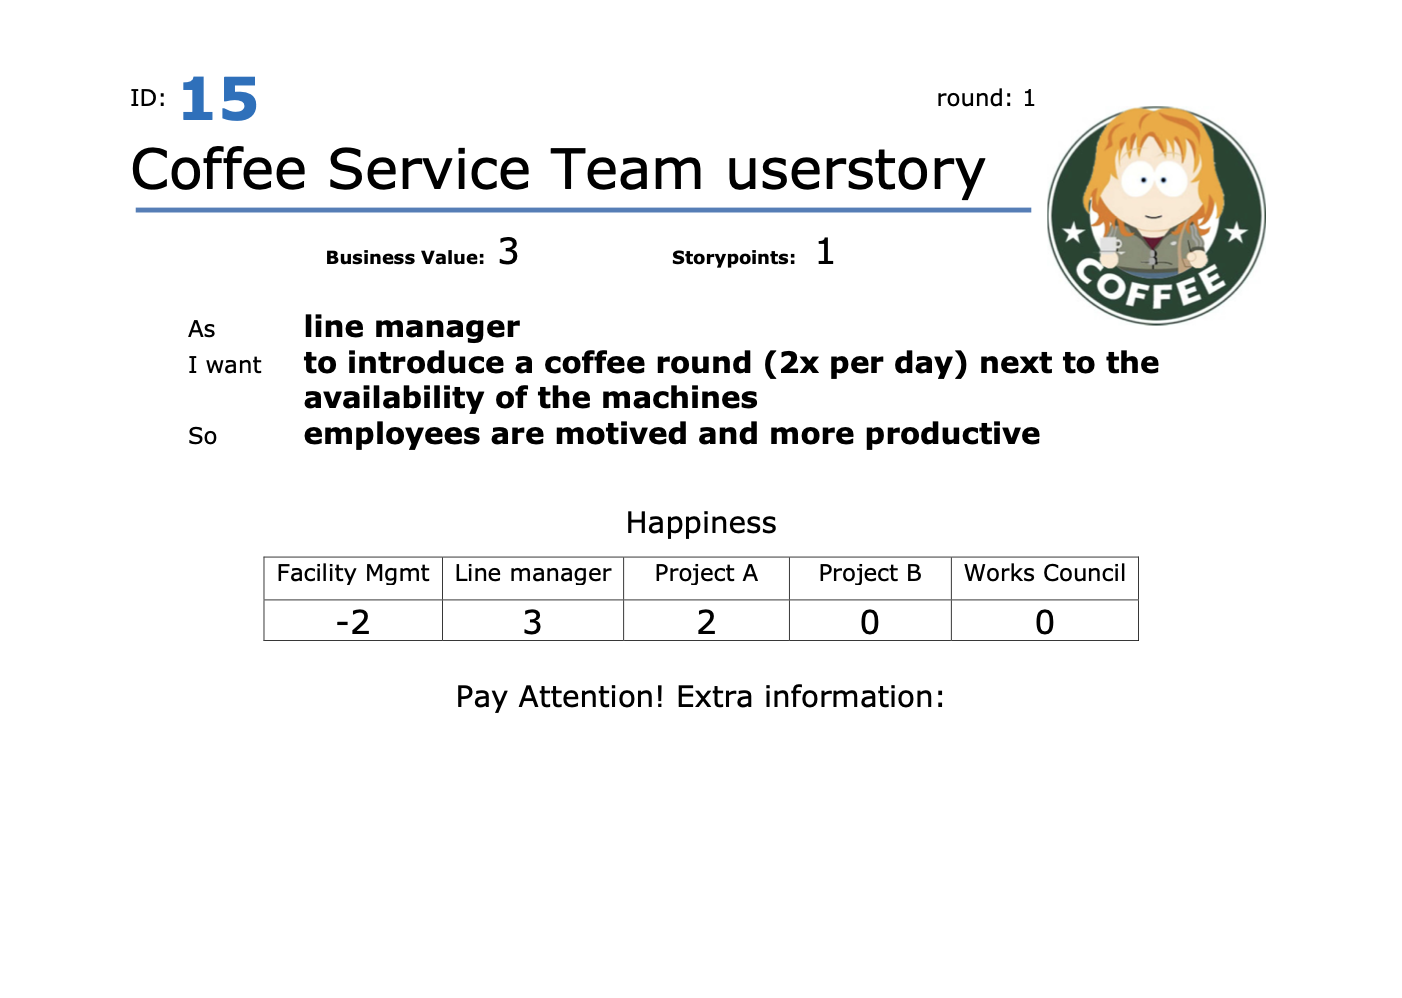 ID: 15
round: 1
Coffee Service Team userstory
Business Value: 3 Storypoints: 1
As line manager
I want to introduce a coffee round (2x per day) next to the
availability of the machines
So employees are motived and more productive
COFFEE
Happiness
Facility Mgmt Line manager Project A Project B Works Council
-2 3 2 0 0
Pay Attention! Extra information: